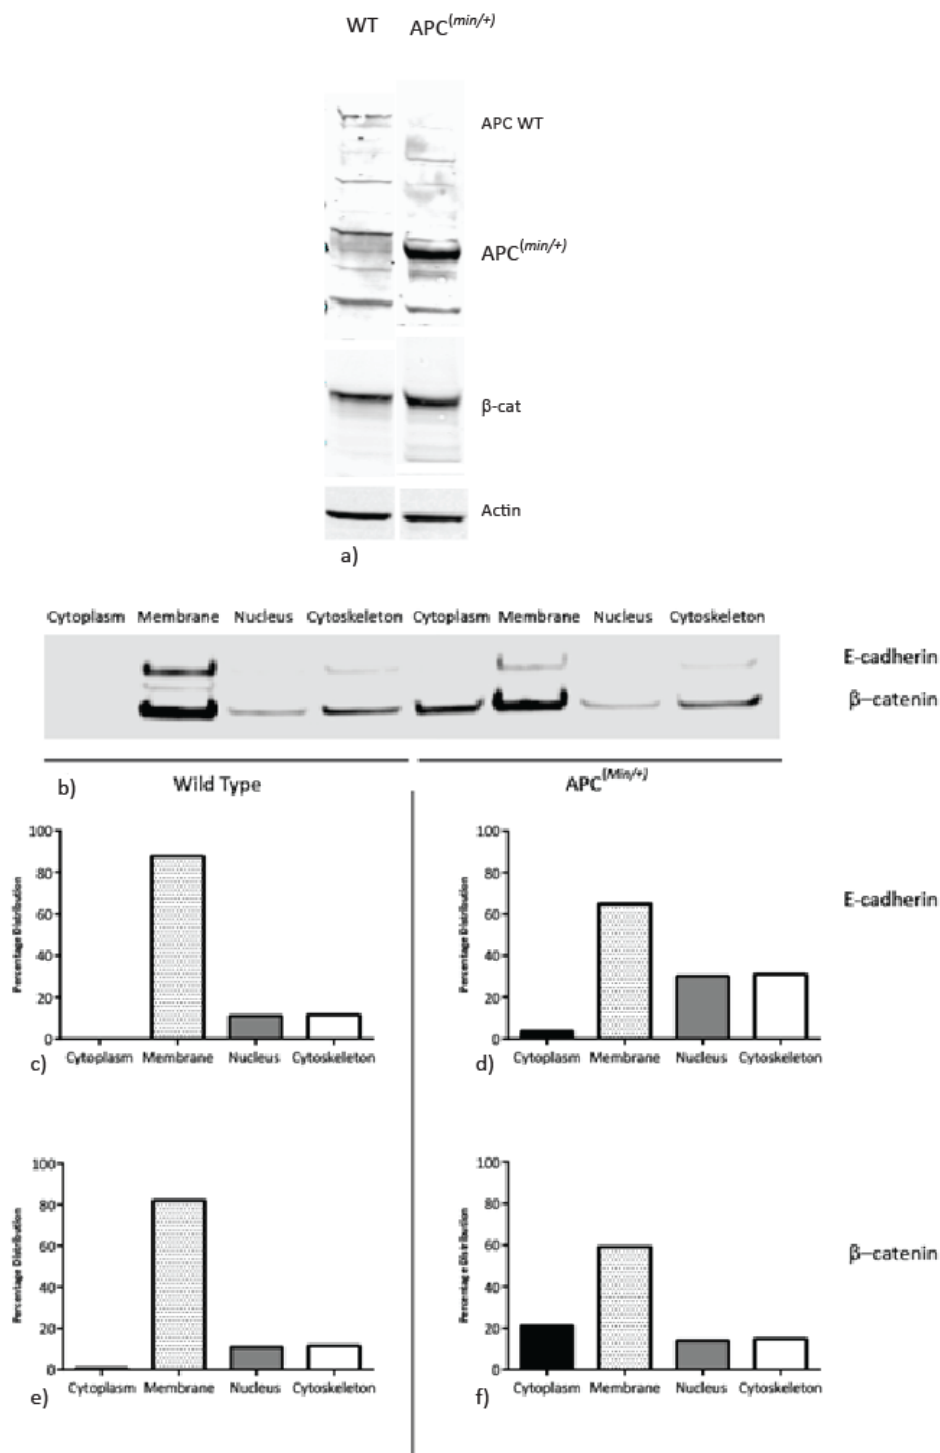 WT APC(min/+)
APC WT
APC(min/+)
β-cat
Actin
a)
Cytoplasm Membrane Nucleus Cytoskeleton Cytoplasm Membrane Nucleus Cytoskeleton
E-cadherin
β-catenin
b) Wild Type APC(Min/+)
100
80
60
40
20
0
Percentage Distribution
Cytoplasm Membrane Nucleus Cytoskeleton
c)
100
80
60
40
20
0
Percentage Distribution
Cytoplasm Membrane Nucleus Cytoskeleton
d)
E-cadherin
100
80
60
40
20
0
Percentage Distribution
Cytoplasm Membrane Nucleus Cytoskeleton
e)
100
80
60
40
20
0
Percentage Distribution
Cytoplasm Membrane Nucleus Cytoskeleton
f)
β-catenin